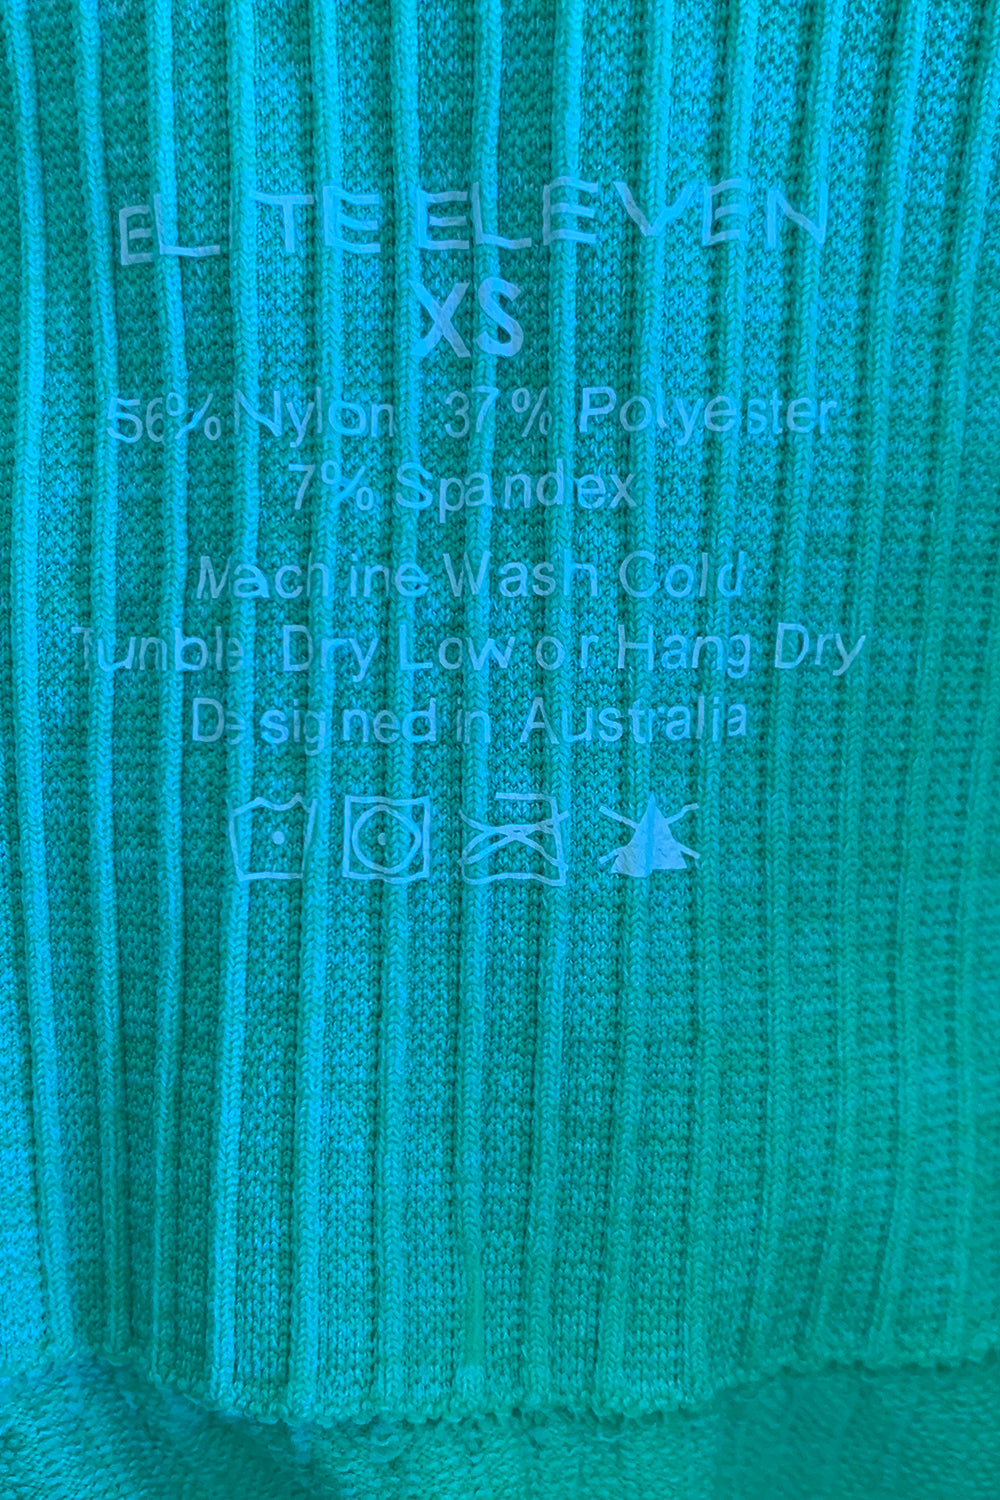 ELITE ELEVEN
XS
56% Nylon 37% Polyester
7% Spandex
Machine Wash Cold
Tumble Dry Low or Hang Dry
Designed in Australia